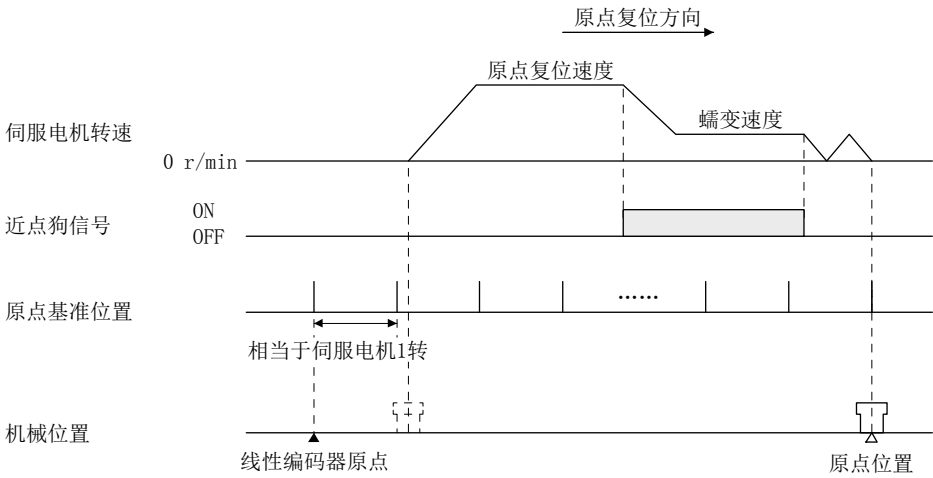 原点复位方向
原点复位速度
蠕变速度
伺服电机转速
0 r/min
ON
近点狗信号
OFF
……
原点基准位置
相当于伺服电机1转
机械位置
线性编码器原点
原点位置